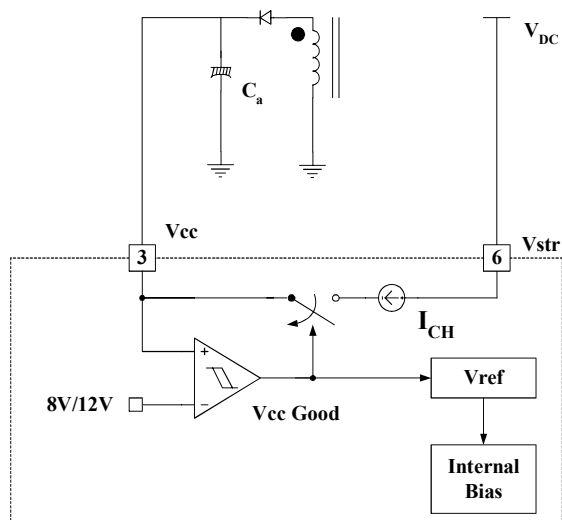 V_DC
C_a
Vcc
3
Vstr
6
I_CH
+
8V/12V
−
Vcc Good
Vref
Internal
Bias